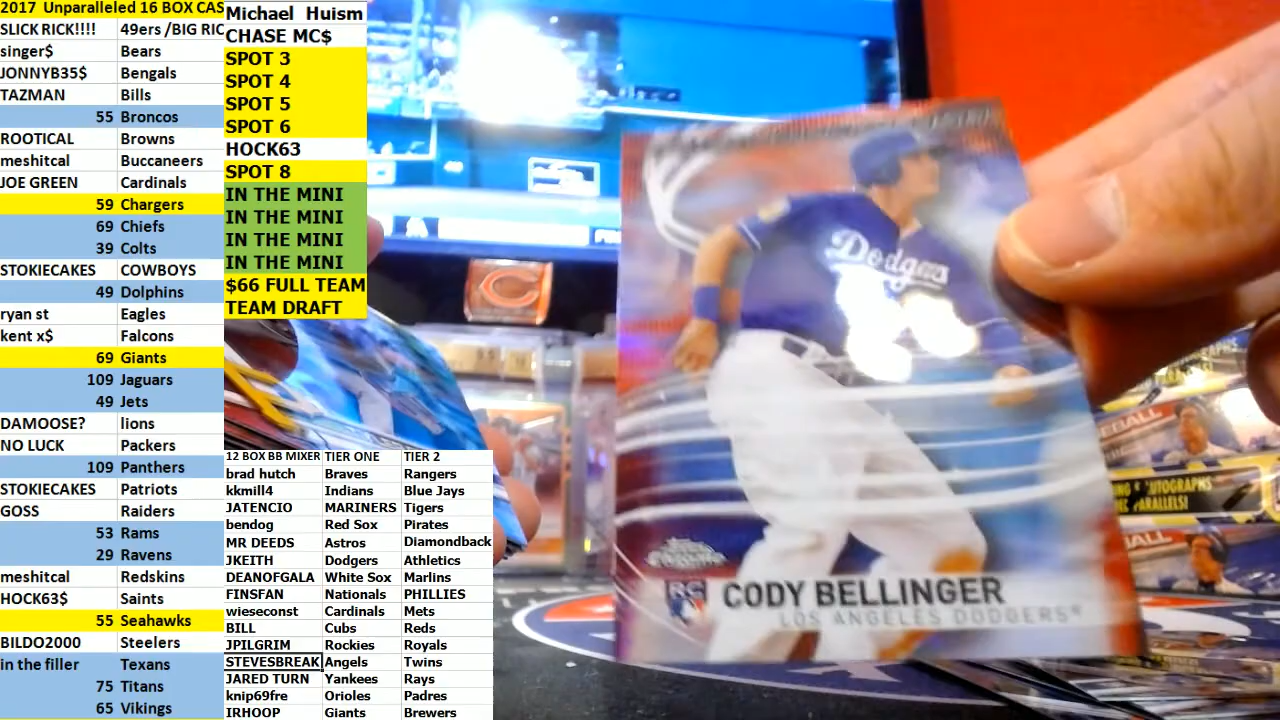 2017 Unparalleled 16 BOX CAS
SLICK RICK!!!! 49ers /BIG RIC
singer$ Bears
JONNYB35$ Bengals
TAZMAN Bills
55 Broncos
ROOTICAL Browns
meshitcal Buccaneers
JOE GREEN Cardinals
59 Chargers
69 Chiefs
39 Colts
STOKIECAKES COWBOYS
49 Dolphins
ryan st Eagles
kent x$ Falcons
69 Giants
109 Jaguars
49 Jets
DAMOOSE? lions
NO LUCK Packers
109 Panthers
STOKIECAKES Patriots
GOSS Raiders
53 Rams
29 Ravens
meshitcal Redskins
HOCK63$ Saints
55 Seahawks
BILDO2000 Steelers
in the filler Texans
75 Titans
65 Vikings
Michael Huism
CHASE MC$
SPOT 3
SPOT 4
SPOT 5
SPOT 6
HOCK63
SPOT 8
IN THE MINI
IN THE MINI
IN THE MINI
IN THE MINI
$66 FULL TEAM
TEAM DRAFT
12 BOX BB MIXER TIER ONE TIER 2
brad hutch Braves Rangers
kkmill4 Indians Blue Jays
JATENCIO MARINERS Tigers
bendog Red Sox Pirates
MR DEEDS Astros Diamondback
JKEITH Dodgers Athletics
DEANOFGALA White Sox Marlins
FINSFAN Nationals PHILLIES
wieseconst Cardinals Mets
BILL Cubs Reds
JPILGRIM Rockies Royals
STEVESBREAK Angels Twins
JARED TURN Yankees Rays
knip69fre Orioles Padres
IRHOOP Giants Brewers
Dodgers
CODY BELLINGER
LOS ANGELES DODGERS®